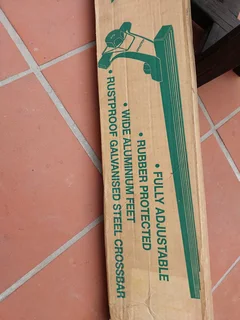 • FULLY ADJUSTABLE
• RUBBER PROTECTED
• WIDE ALUMINIUM FEET
• RUSTPROOF GALVANISED STEEL CROSSBAR